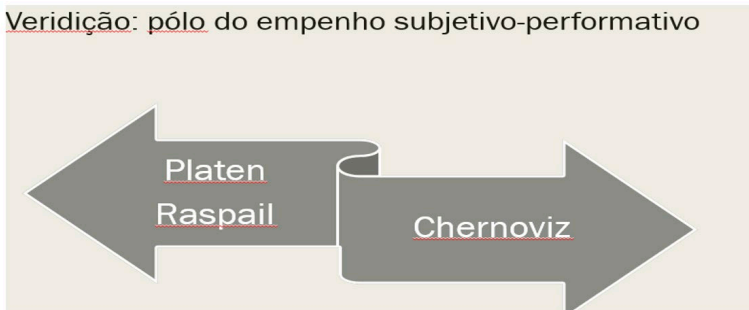 Veridição: pólo do empenho subjetivo-performativo
Platen
Raspail
Chernoviz